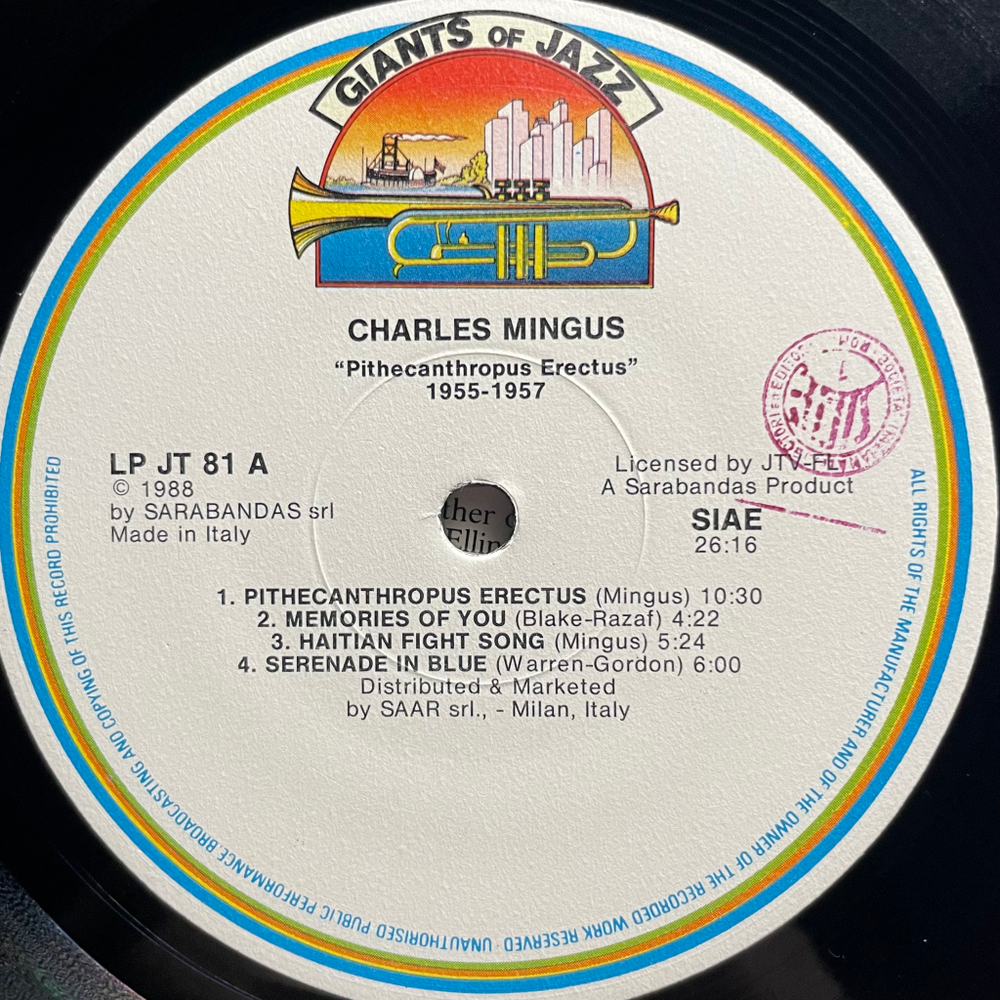 GIANTS OF JAZZ
CHARLES MINGUS
“Pithecanthropus Erectus”
1955-1957
LP JT 81 A
© 1988
by SARABANDAS srl
Made in Italy
Licensed by JTV-FL
A Sarabandas Product
SIAE
26:16
ther
Ellin
1. PITHECANTHROPUS ERECTUS (Mingus) 10:30
2. MEMORIES OF YOU (Blake-Razaf) 4:22
3. HAITIAN FIGHT SONG (Mingus) 5:24
4. SERENADE IN BLUE (Warren-Gordon) 6:00
Distributed & Marketed
by SAAR srl., - Milan, Italy
ALL RIGHTS OF THE MANUFACTURER AND OF THE OWNER OF THE RECORDED WORK RESERVED · UNAUTHORISED PUBLIC PERFORMANCE BROADCASTING AND COPYING OF THIS RECORD PROHIBITED